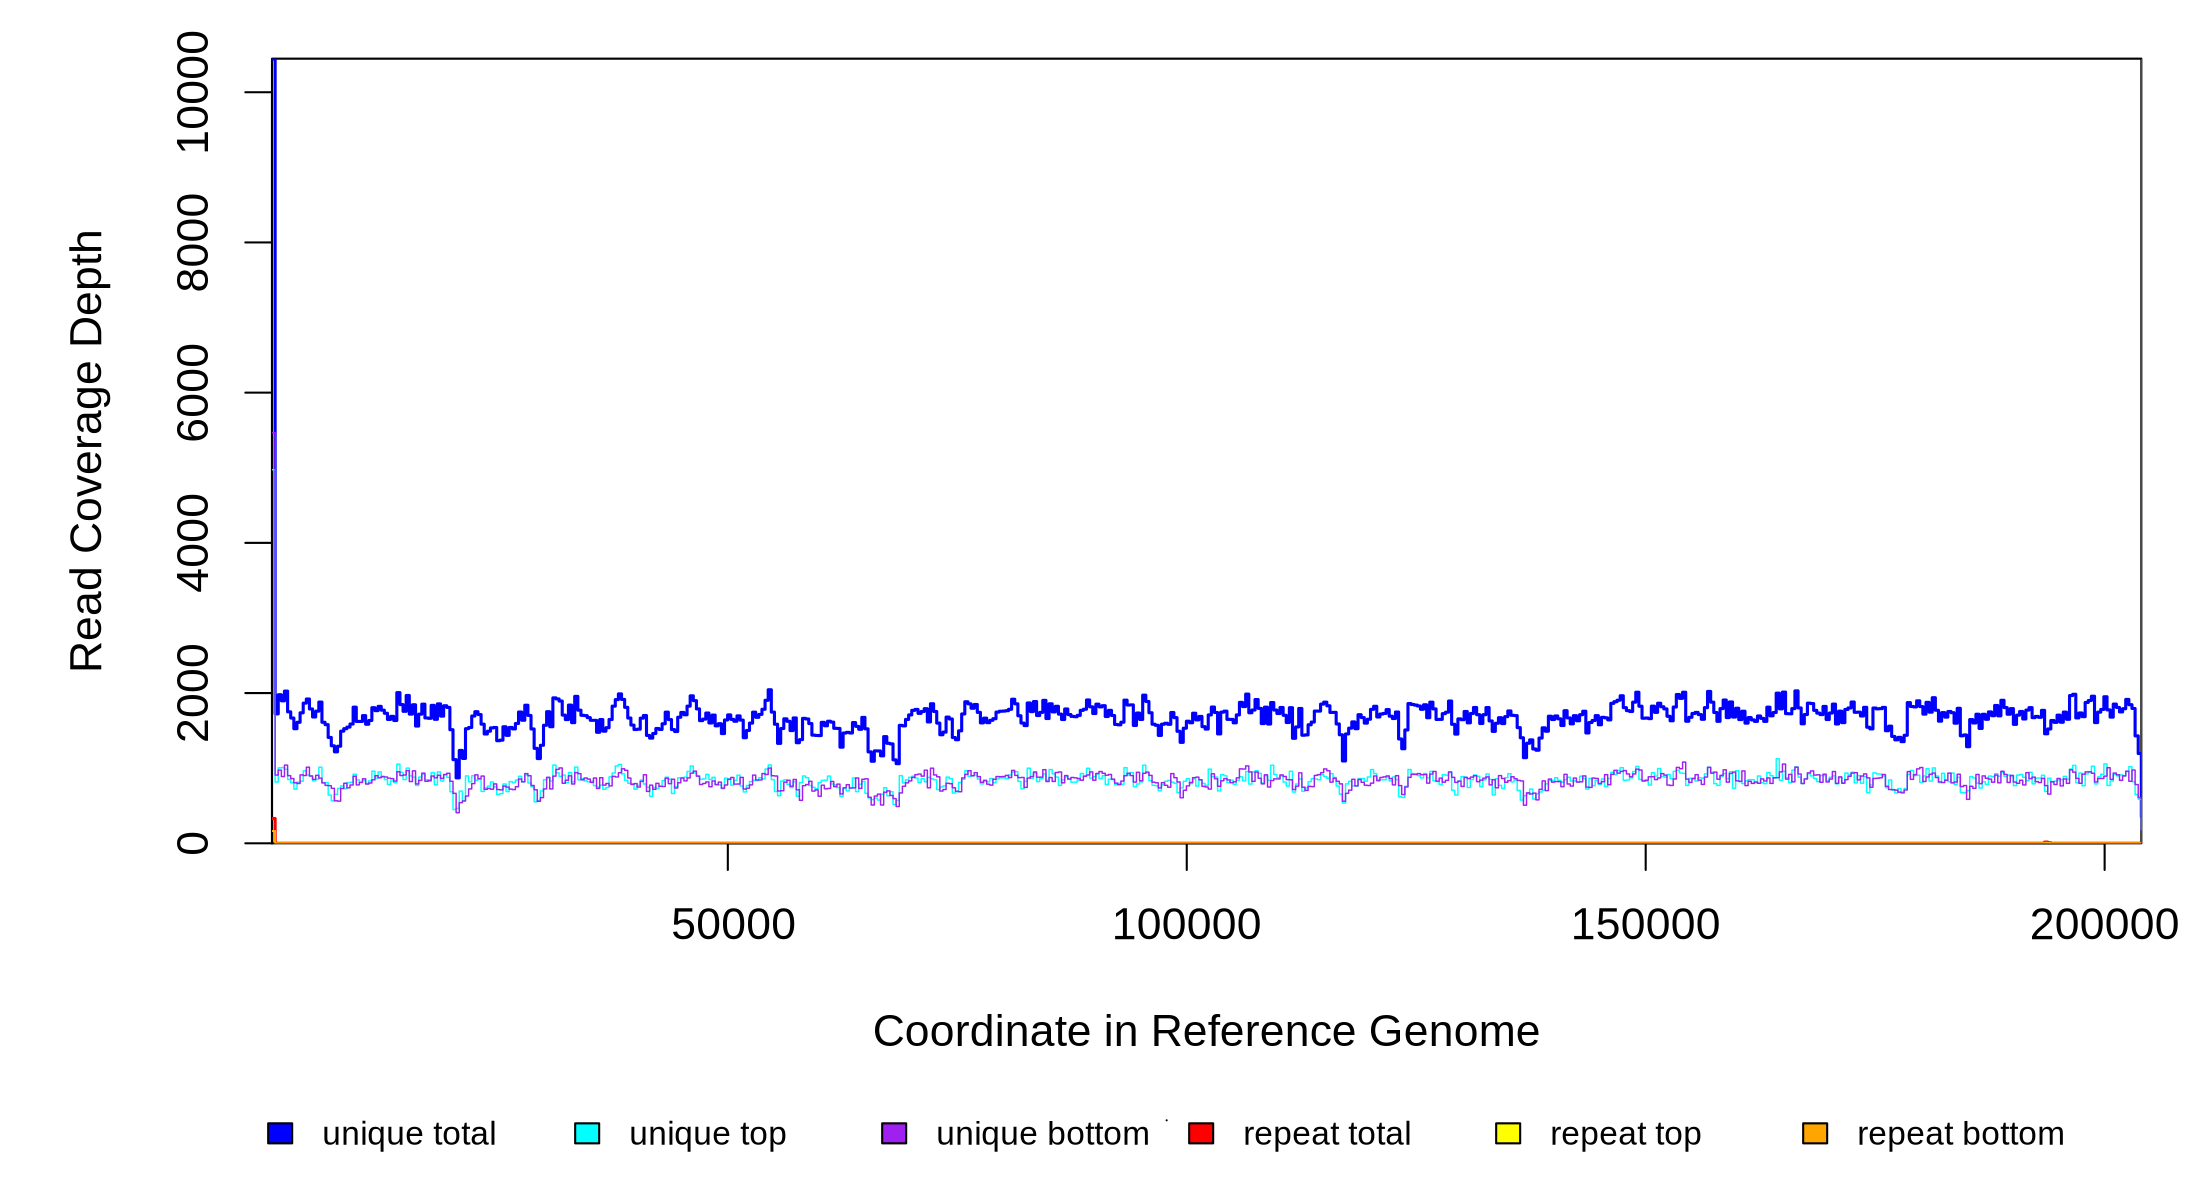 Read Coverage Depth
10000
8000
6000
4000
2000
0
50000 100000 150000 200000
Coordinate in Reference Genome
unique total unique top unique bottom repeat total repeat top repeat bottom